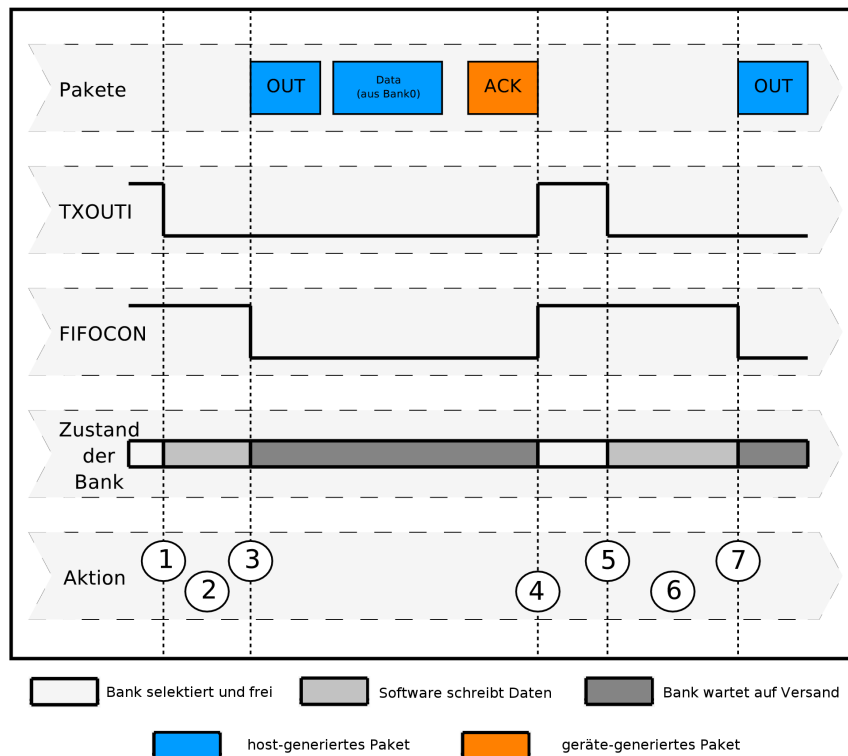 Pakete
OUT
Data
(aus Bank0)
ACK
OUT
TXOUTI
FIFOCON
Zustand
der
Bank
Aktion
1
2
3
4
5
6
7
Bank selektiert und frei
Software schreibt Daten
Bank wartet auf Versand
host-generiertes Paket
geräte-generiertes Paket